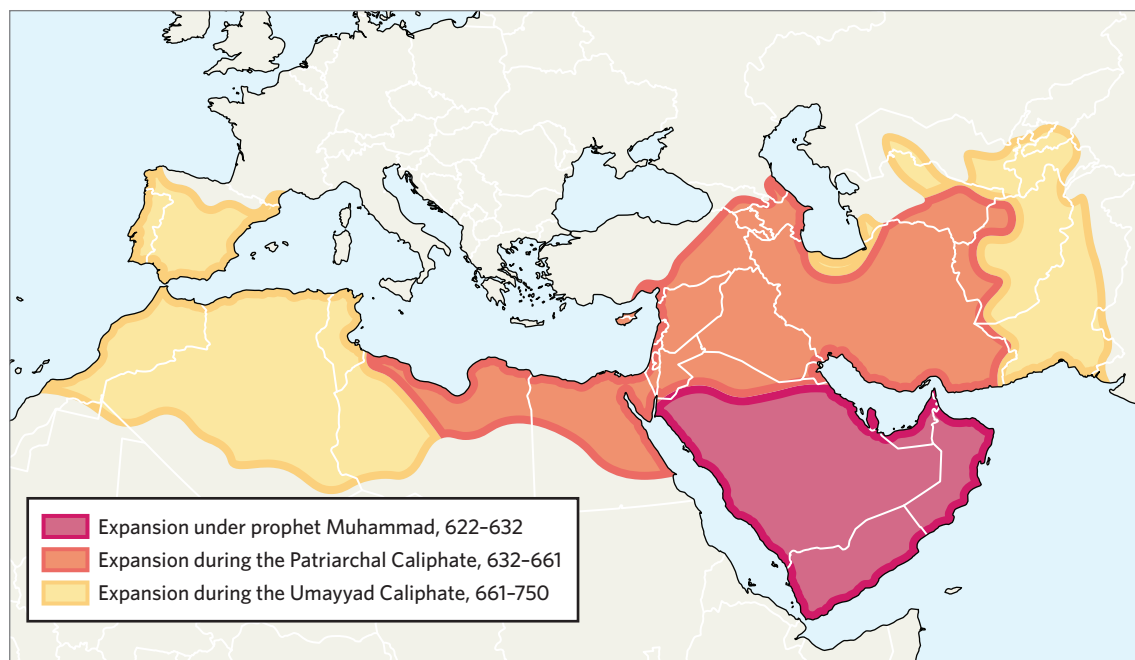 Expansion under prophet Muhammad, 622–632
Expansion during the Patriarchal Caliphate, 632–661
Expansion during the Umayyad Caliphate, 661–750